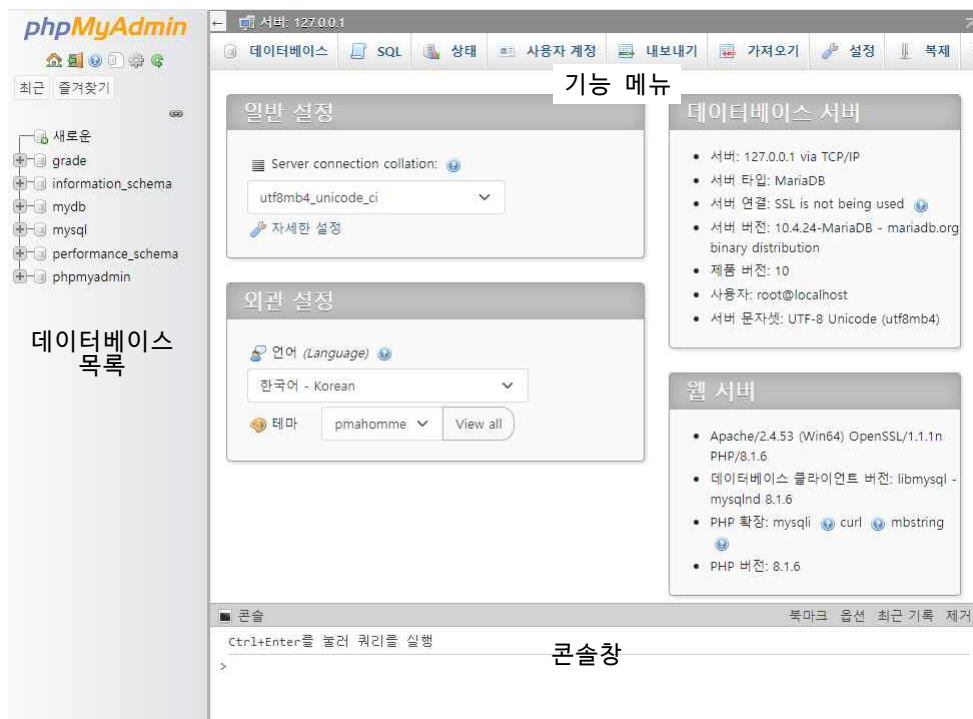 phpMyAdmin
최근 즐겨찾기
새로운
grade
information_schema
mydb
mysql
performance_schema
phpmyadmin
데이터베이스
목록
← 서버: 127.0.0.1
데이터베이스 SQL 상태 사용자 계정 내보내기 가져오기 설정 복제
기능 메뉴
일반 설정
Server connection collation:
utf8mb4_unicode_ci
자세한 설정
외관 설정
언어 (Language)
한국어 - Korean
테마 pmahomme View all
데이터베이스 서버
• 서버: 127.0.0.1 via TCP/IP
• 서버 타입: MariaDB
• 서버 연결: SSL is not being used
• 서버 버전: 10.4.24-MariaDB - mariadb.org
binary distribution
• 제품 버전: 10
• 사용자: root@localhost
• 서버 문자셋: UTF-8 Unicode (utf8mb4)
웹 서버
• Apache/2.4.53 (Win64) OpenSSL/1.1.1n
PHP/8.1.6
• 데이터베이스 클라이언트 버전: libmysql -
mysqlnd 8.1.6
• PHP 확장: mysqli curl mbstring
• PHP 버전: 8.1.6
콘솔 북마크 옵션 최근 기록 제거
Ctrl+Enter를 눌러 쿼리를 실행
콘솔창
>